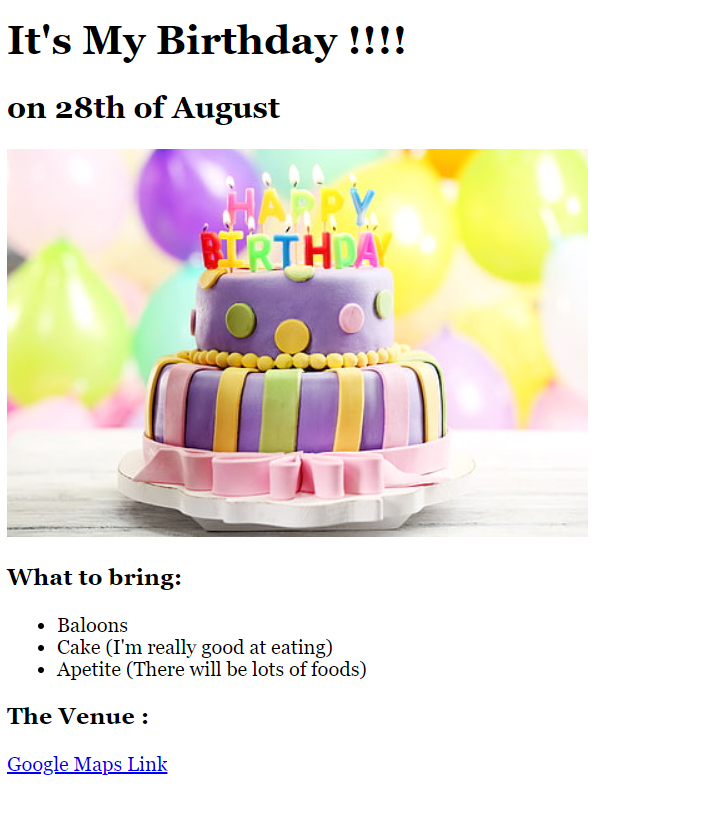 It's My Birthday !!!!
on 28th of August
HAPPY
BIRTHDAY
What to bring:
Baloons
Cake (I'm really good at eating)
Apetite (There will be lots of foods)
The Venue :
Google Maps Link